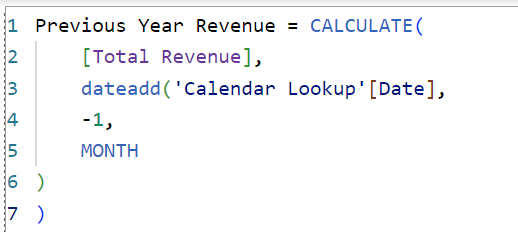 1 Previous Year Revenue = CALCULATE(
2 [Total Revenue],
3 dateadd('Calendar Lookup'[Date],
4 -1,
5 MONTH
6 )
7 )